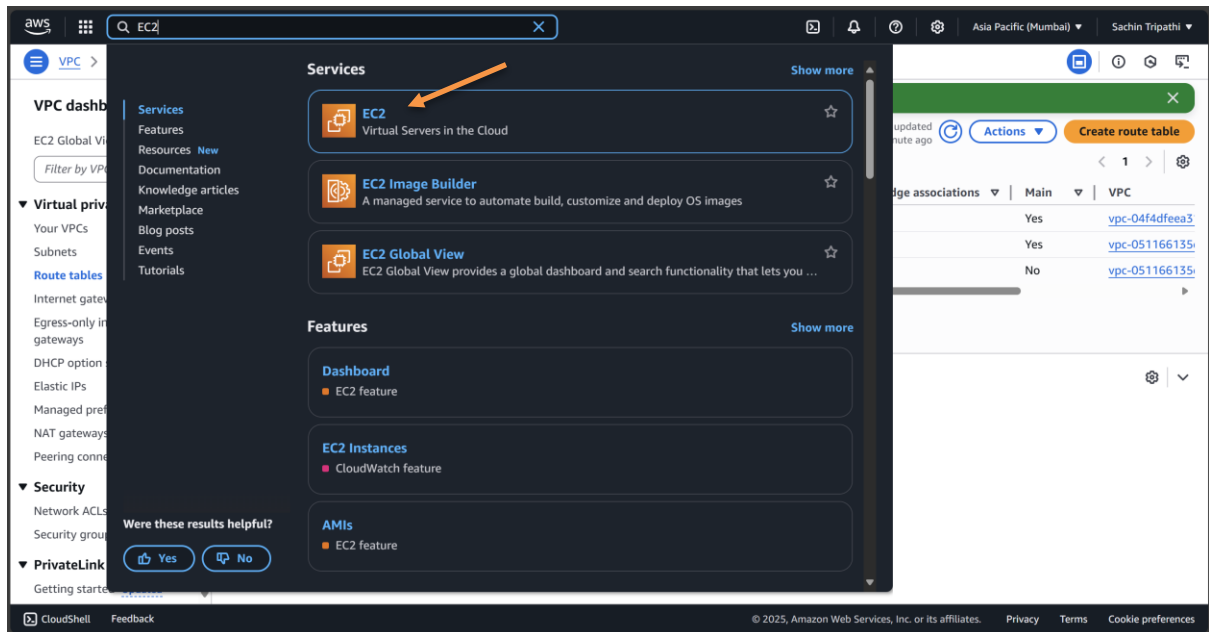 aws
EC2
Asia Pacific (Mumbai) ▼
Sachin Tripathi ▼
VPC >
VPC dashb
EC2 Global Vi
Filter by VP
▼ Virtual priva
Your VPCs
Subnets
Route tables
Internet gatew
Egress-only in
gateways
DHCP option
Elastic IPs
Managed pref
NAT gateways
Peering conne
▼ Security
Network ACLs
Security group
▼ PrivateLink
Getting starte
Services
Features
Resources New
Documentation
Knowledge articles
Marketplace
Blog posts
Events
Tutorials
Were these results helpful?
Yes
No
Services
Show more
EC2
Virtual Servers in the Cloud
EC2 Image Builder
A managed service to automate build, customize and deploy OS images
EC2 Global View
EC2 Global View provides a global dashboard and search functionality that lets you ...
Features
Show more
Dashboard
EC2 feature
EC2 Instances
CloudWatch feature
AMIs
EC2 feature
updated
nute ago
Actions ▼
Create route table
< 1 >
dge associations
Main
VPC
Yes
vpc-04f4dfeea3
Yes
vpc-051166135
No
vpc-051166135
CloudShell
Feedback
© 2025, Amazon Web Services, Inc. or its affiliates.
Privacy
Terms
Cookie preferences